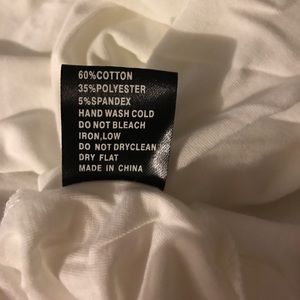 60%COTTON
35%POLYESTER
5%SPANDEX
HAND WASH COLD
DO NOT BLEACH
IRON,LOW
DO NOT DRYCLEAN
DRY FLAT
MADE IN CHINA